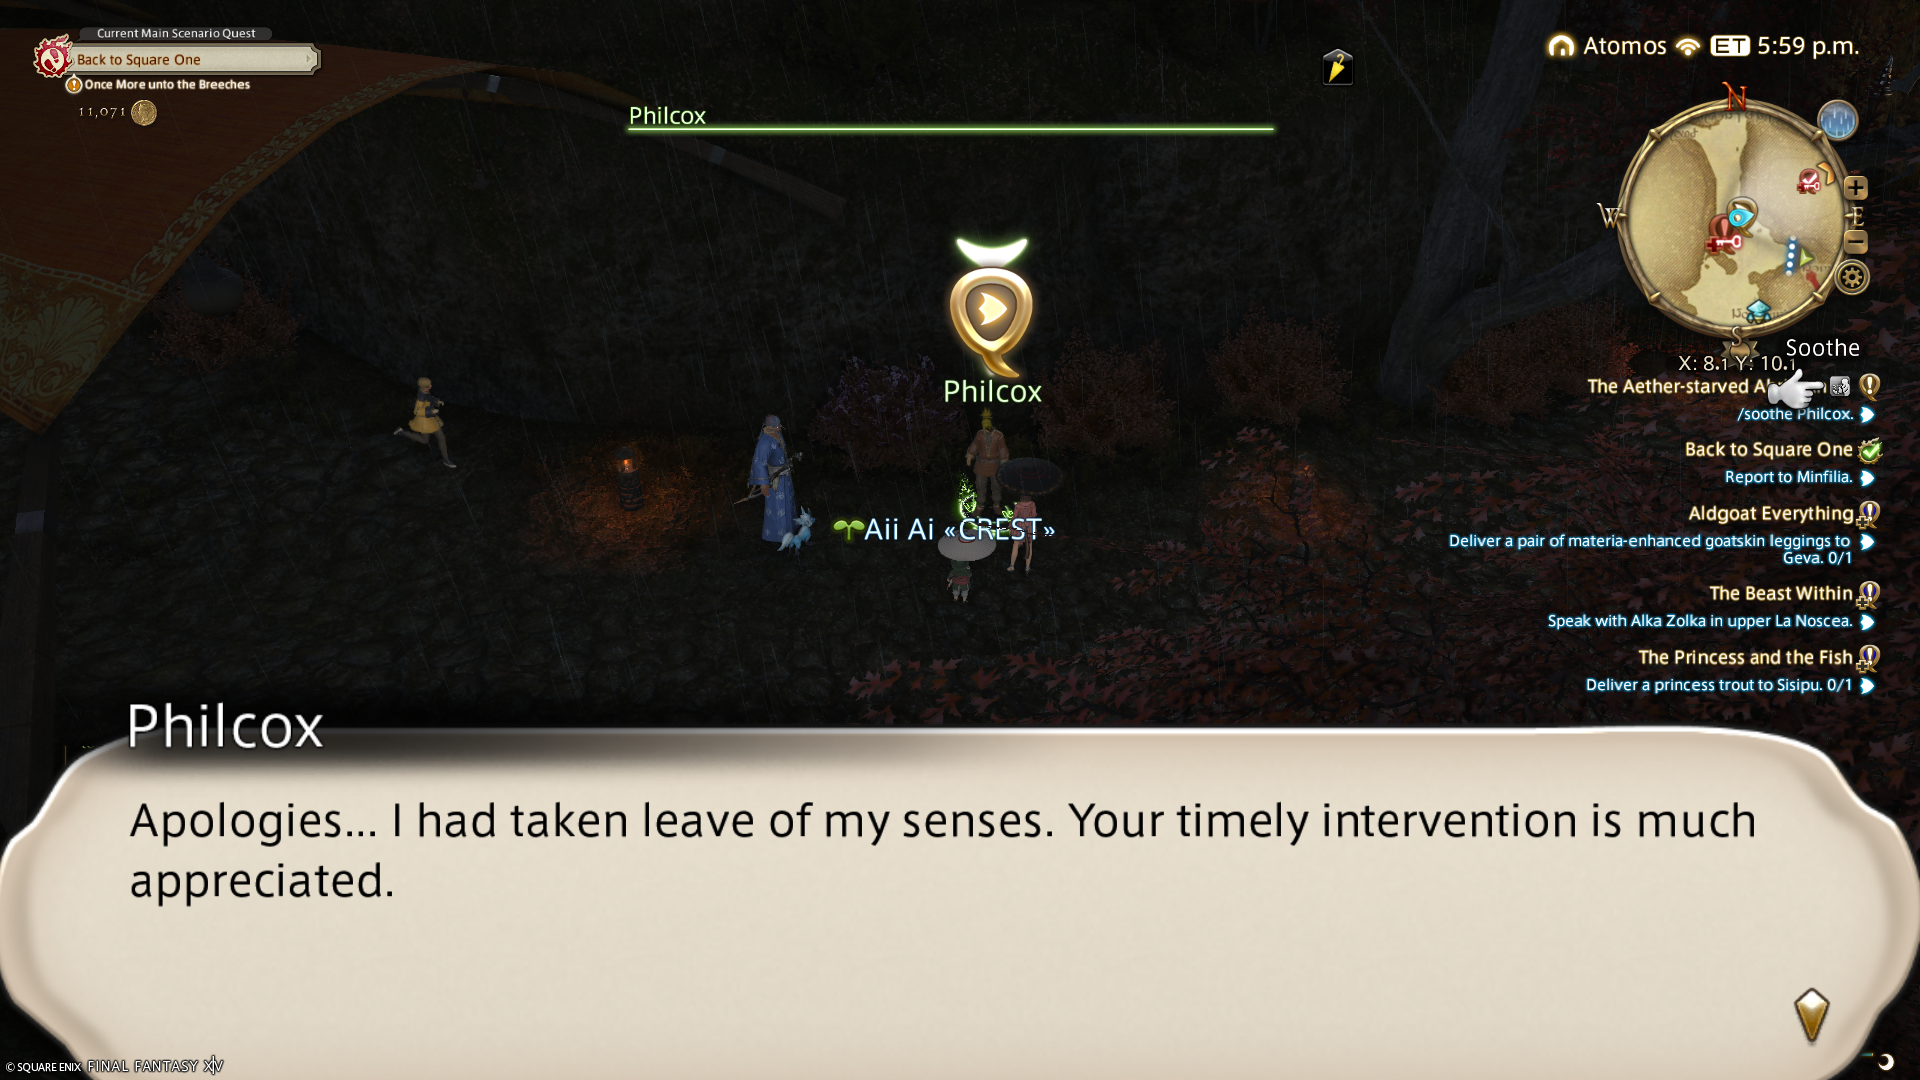 Current Main Scenario Quest
Back to Square One
Once More unto the Breeches
11,071
Philcox
Atomos ET 5:59 p.m.
N
W
E
S
X: 8.1 Y: 10.1
Soothe
The Aether-starved
/soothe Philcox.
Back to Square One
Report to Minfilia.
Aldgoat Everything
Deliver a pair of materia-enhanced goatskin leggings to
Geva. 0/1
The Beast Within
Speak with Alka Zolka in upper La Noscea.
The Princess and the Fish
Deliver a princess trout to Sisipu. 0/1
Philcox
Aii Ai «CREST»
Philcox
Apologies... I had taken leave of my senses. Your timely intervention is much
appreciated.
© SQUARE ENIX FINAL FANTASY XIV